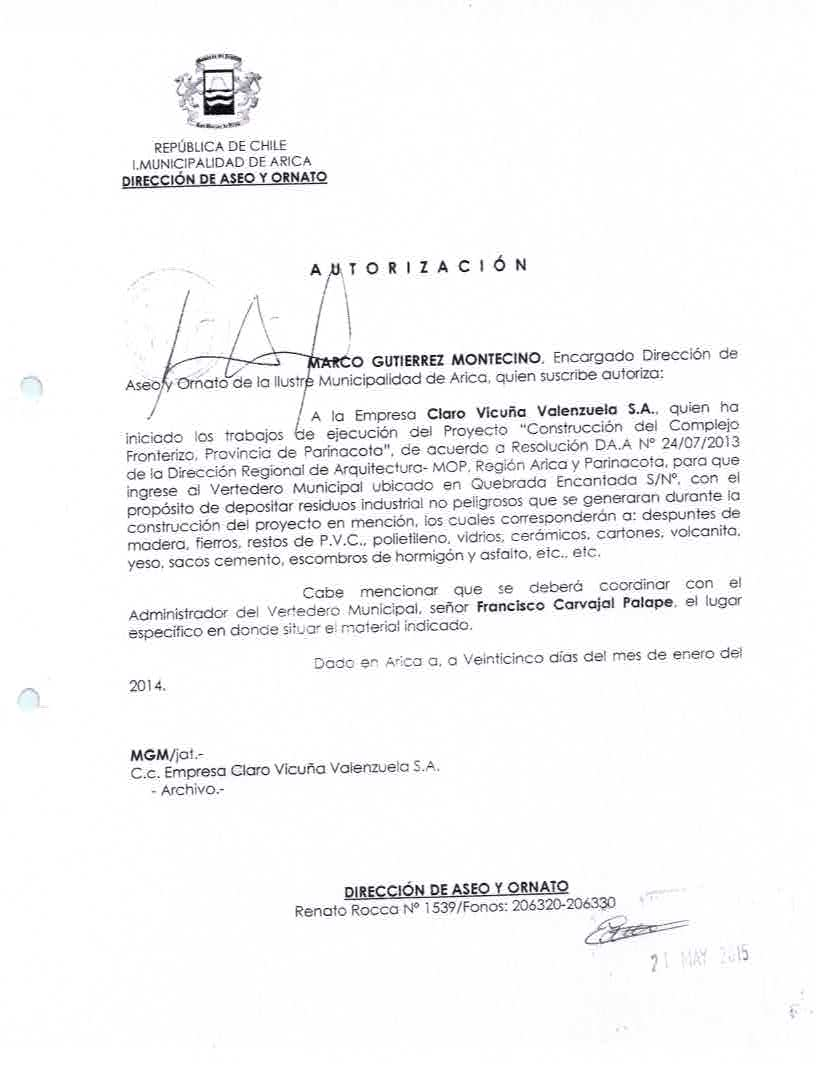 REPÚBLICA DE CHILE
I.MUNICIPALIDAD DE ARICA
DIRECCIÓN DE ASEO Y ORNATO
A U T O R I Z A C I Ó N
MARCO GUTIERREZ MONTECINO, Encargado Dirección de
Aseo y Ornato de la Ilustre Municipalidad de Arica, quien suscribe autoriza:
A la Empresa Claro Vicuña Valenzuela S.A., quien ha
iniciado los trabajos de ejecución del Proyecto "Construcción del Complejo
Fronterizo, Provincia de Parinacota", de acuerdo a Resolución DA.A Nº 24/07/2013
de la Dirección Regional de Arquitectura- MOP, Región Arica y Parinacota, para que
ingrese al Vertedero Municipal ubicado en Quebrada Encantada S/Nº, con el
propósito de depositar residuos industrial no peligrosos que se generaran durante la
construcción del proyecto en mención, los cuales corresponderán a: despuntes de
madera, fierros, restos de P.V.C., polietileno, vidrios, cerámicos, cartones, volcanita,
yeso, sacos cemento, escombros de hormigón y asfalto, etc., etc.
Cabe mencionar que se deberá coordinar con el
Administrador del Vertedero Municipal, señor Francisco Carvajal Palape, el lugar
específico en donde situar el material indicado.
Dado en Arica a, a Veinticinco días del mes de enero del
2014.
MGM/jat.-
C.c. Empresa Claro Vicuña Valenzuela S.A.
- Archivo.-
DIRECCIÓN DE ASEO Y ORNATO
Renato Rocca Nº 1539/Fonos: 206320-206330
21 MAY 2015